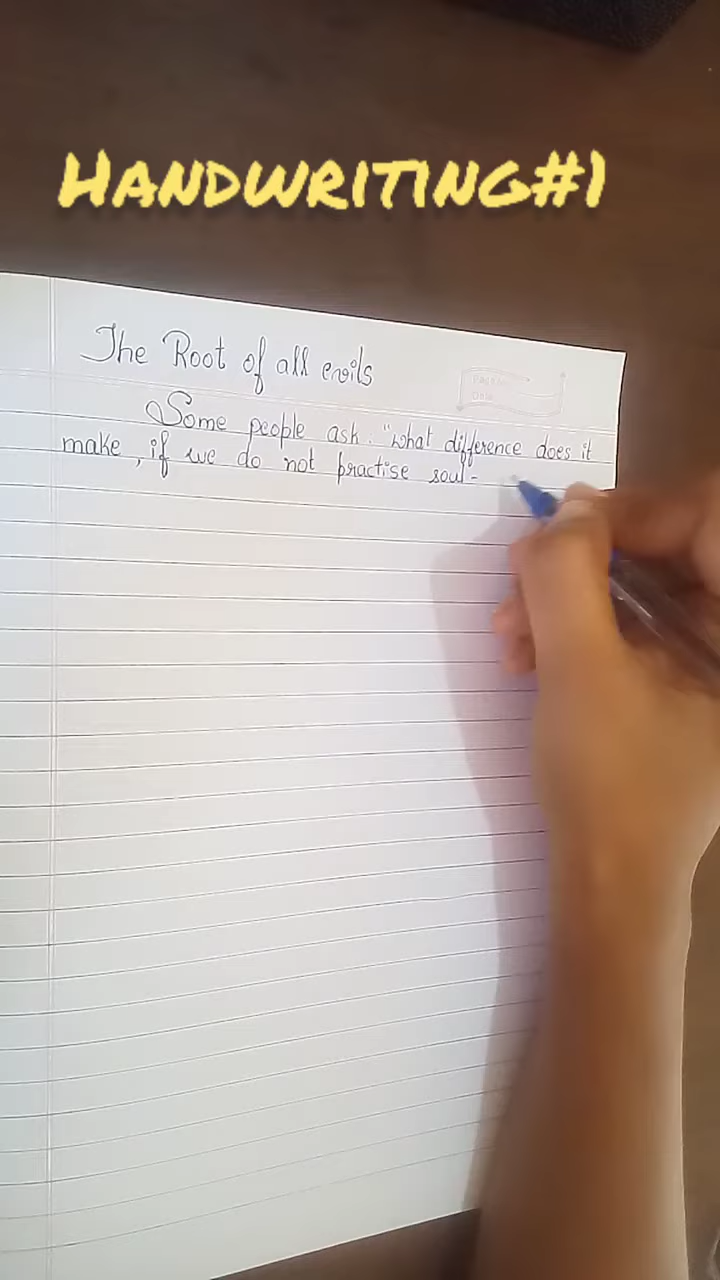 HANDWRITING#1
The Root of all evils
Some people ask. "what difference does it
make, if we do not practise soul-